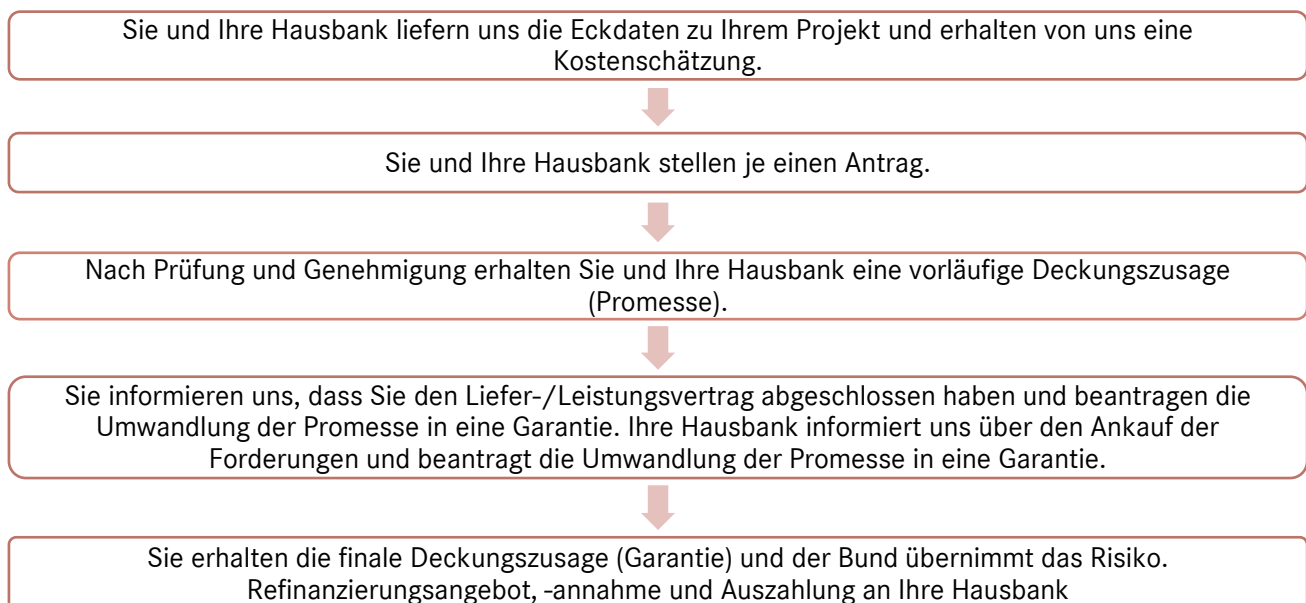 Sie und Ihre Hausbank liefern uns die Eckdaten zu Ihrem Projekt und erhalten von uns eine
Kostenschätzung.
Sie und Ihre Hausbank stellen je einen Antrag.
Nach Prüfung und Genehmigung erhalten Sie und Ihre Hausbank eine vorläufige Deckungszusage
(Promesse).
Sie informieren uns, dass Sie den Liefer-/Leistungsvertrag abgeschlossen haben und beantragen die
Umwandlung der Promesse in eine Garantie. Ihre Hausbank informiert uns über den Ankauf der
Forderungen und beantragt die Umwandlung der Promesse in eine Garantie.
Sie erhalten die finale Deckungszusage (Garantie) und der Bund übernimmt das Risiko.
Refinanzierungsangebot, -annahme und Auszahlung an Ihre Hausbank